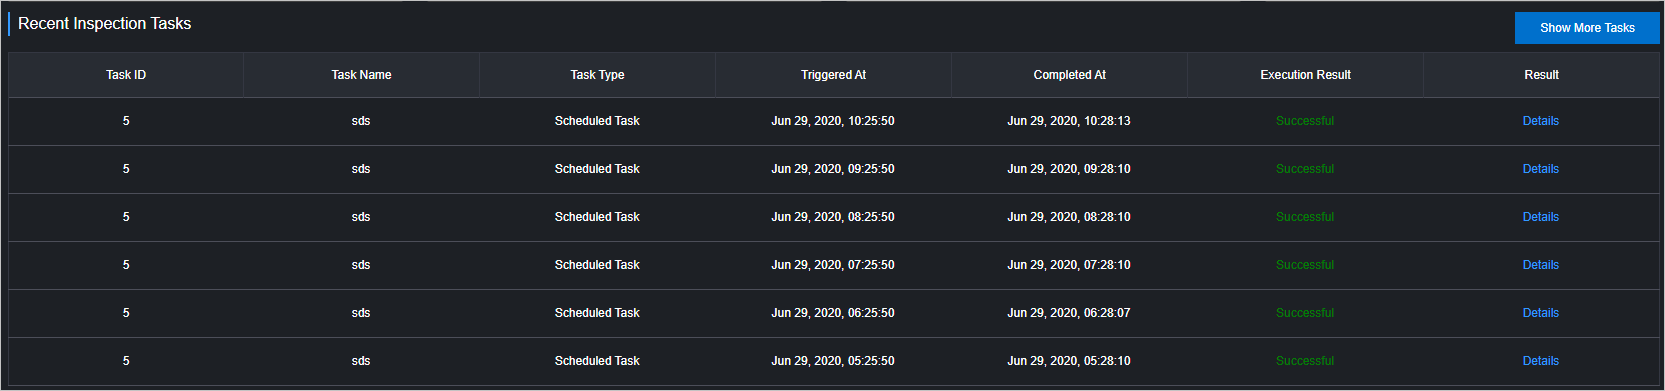 Recent Inspection Tasks
Show More Tasks
Task ID Task Name Task Type Triggered At Completed At Execution Result Result
5 sds Scheduled Task Jun 29, 2020, 10:25:50 Jun 29, 2020, 10:28:13 Successful Details
5 sds Scheduled Task Jun 29, 2020, 09:25:50 Jun 29, 2020, 09:28:10 Successful Details
5 sds Scheduled Task Jun 29, 2020, 08:25:50 Jun 29, 2020, 08:28:10 Successful Details
5 sds Scheduled Task Jun 29, 2020, 07:25:50 Jun 29, 2020, 07:28:10 Successful Details
5 sds Scheduled Task Jun 29, 2020, 06:25:50 Jun 29, 2020, 06:28:07 Successful Details
5 sds Scheduled Task Jun 29, 2020, 05:25:50 Jun 29, 2020, 05:28:10 Successful Details